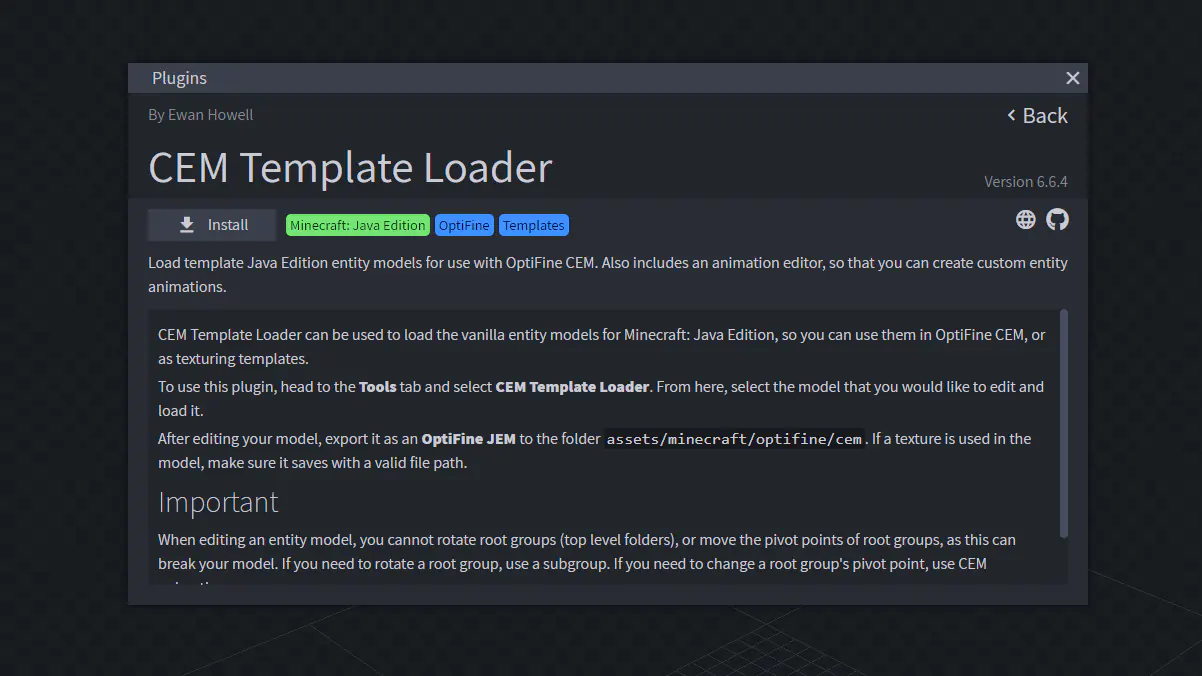 Plugins
By Ewan Howell
Back
CEM Template Loader
Version 6.6.4
Install
Minecraft: Java Edition
OptiFine
Templates
Load template Java Edition entity models for use with OptiFine CEM. Also includes an animation editor, so that you can create custom entity
animations.
CEM Template Loader can be used to load the vanilla entity models for Minecraft: Java Edition, so you can use them in OptiFine CEM, or
as texturing templates.
To use this plugin, head to the Tools tab and select CEM Template Loader. From here, select the model that you would like to edit and
load it.
After editing your model, export it as an OptiFine JEM to the folder assets/minecraft/optifine/cem. If a texture is used in the
model, make sure it saves with a valid file path.
Important
When editing an entity model, you cannot rotate root groups (top level folders), or move the pivot points of root groups, as this can
break your model. If you need to rotate a root group, use a subgroup. If you need to change a root group's pivot point, use CEM